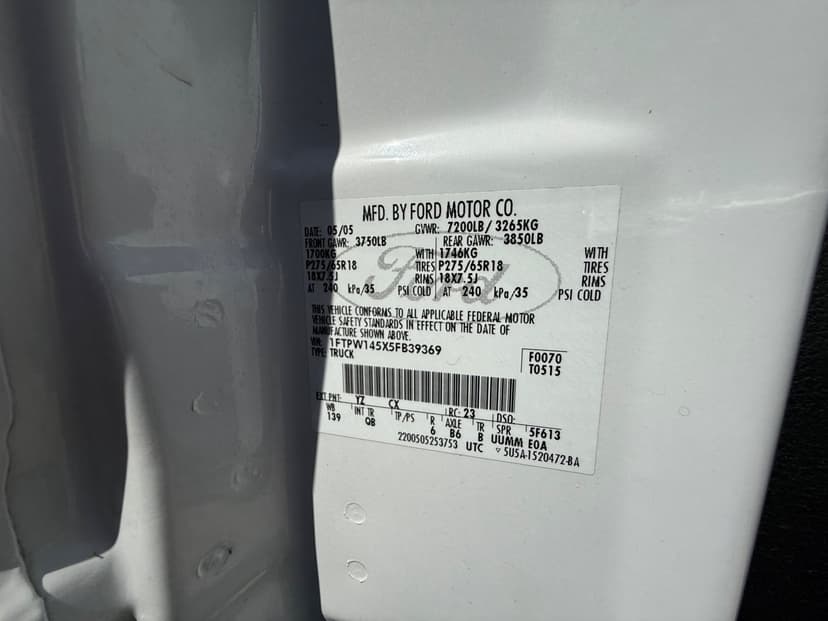 MFD. BY FORD MOTOR CO.
DATE: 05/05 GVWR: 7200LB/ 3265KG
FRONT GAWR: 3750LB REAR GAWR: 3850LB
1700KG WITH 1746KG WITH
P275/65R18 TIRES P275/65R18 TIRES
18X7.5J RIMS 18X7.5J RIMS
AT 240 kPa/35 PSI COLD AT 240 kPa/35 PSI COLD
Ford
THIS VEHICLE CONFORMS TO ALL APPLICABLE FEDERAL MOTOR
VEHICLE SAFETY STANDARDS IN EFFECT ON THE DATE OF
MANUFACTURE SHOWN ABOVE.
VIN: 1FTPW145X5FB39369
TYPE: TRUCK
F0070
T0515
EXT PNT: YZ CX RC: 23 DSO:
WB INT TR TP/PS R AXLE TR SPR 5F613
139 QB 6 B6 B UUMM E0A
2200505253753 UTC 5U5A-1520472-BA